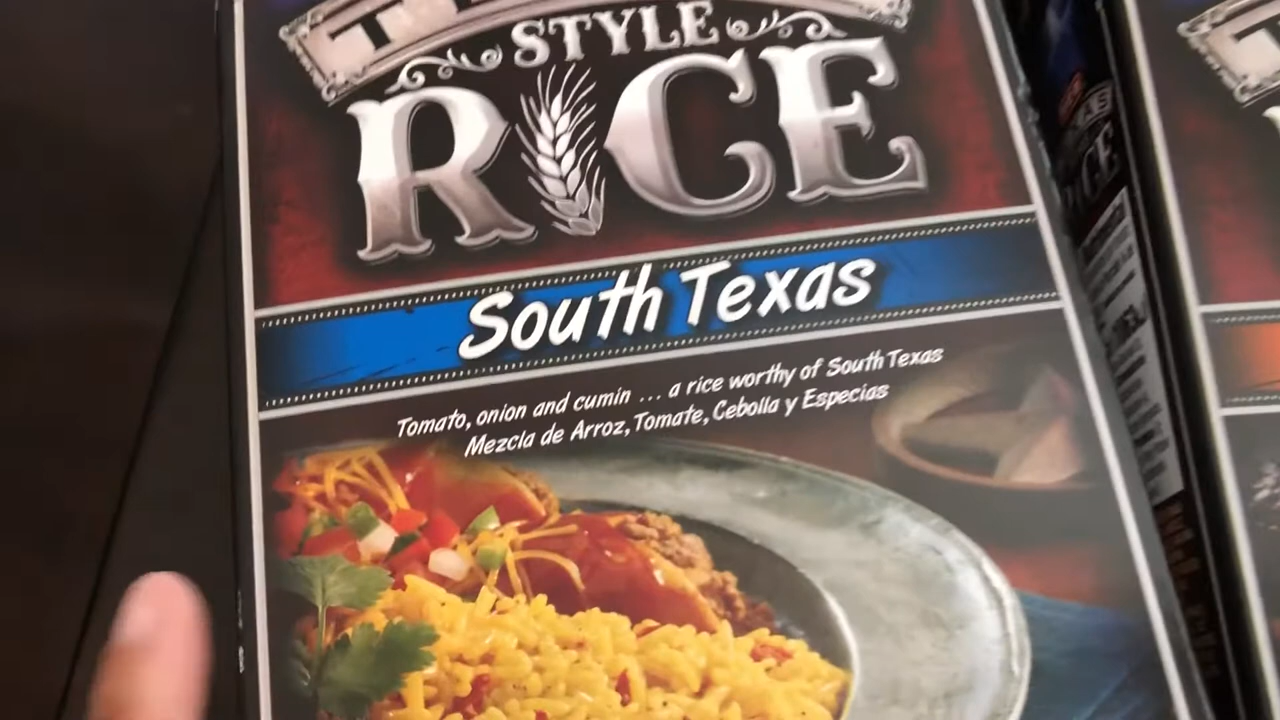 STYLE
RICE
South Texas
Tomato, onion and cumin ... a rice worthy of South Texas
Mezcla de Arroz, Tomate, Cebolla y Especias
RICE